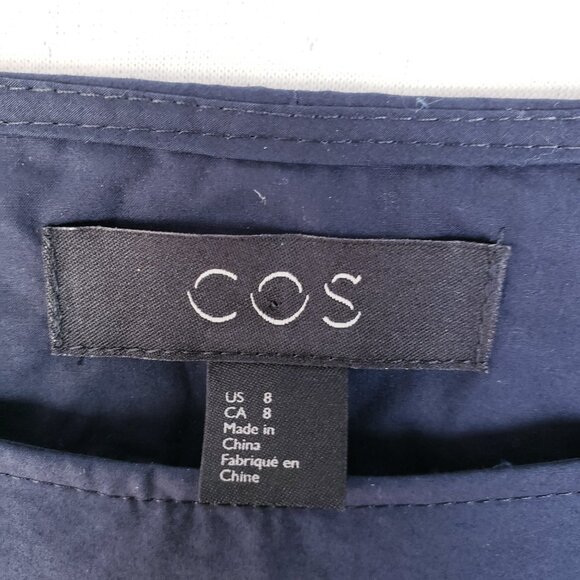 COS
US 8
CA 8
Made in
China
Fabriqué en
Chine